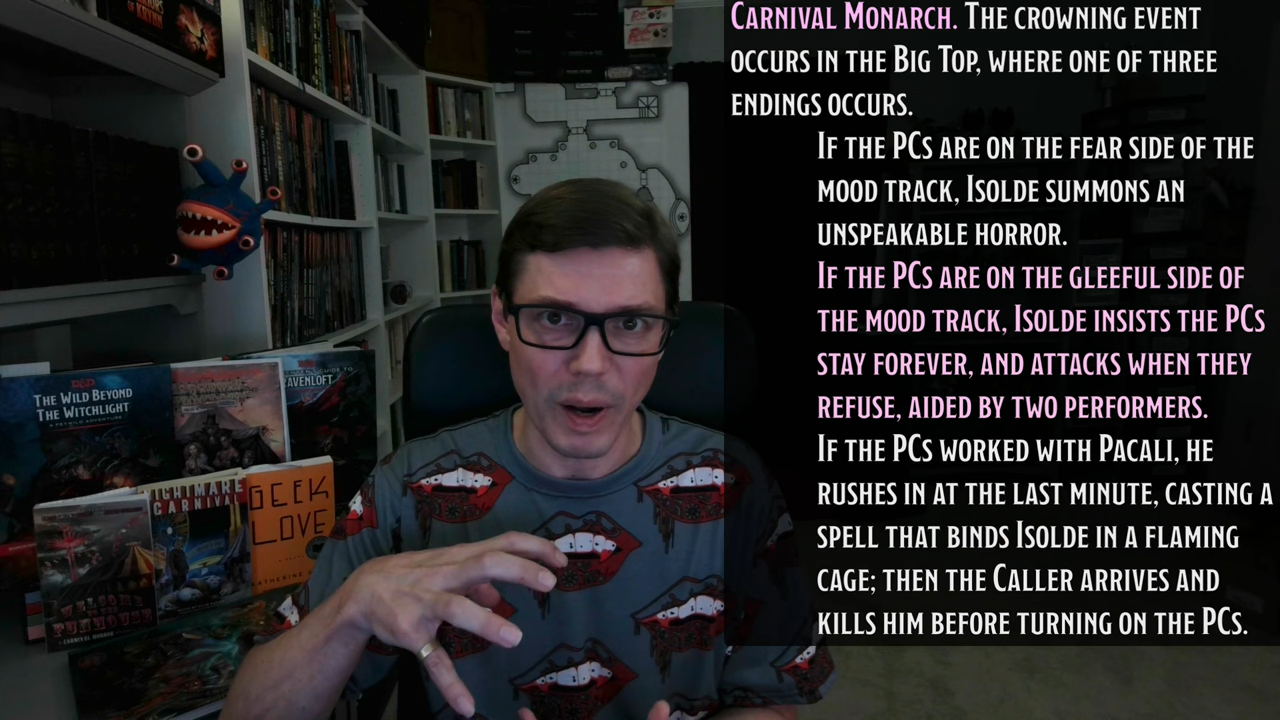 Carnival Monarch. The crowning event
occurs in the Big Top, where one of three
endings occurs.
If the PCs are on the fear side of the
mood track, Isolde summons an
unspeakable horror.
If the PCs are on the gleeful side of
the mood track, Isolde insists the PCs
stay forever, and attacks when they
refuse, aided by two performers.
If the PCs worked with Pacali, he
rushes in at the last minute, casting a
spell that binds Isolde in a flaming
cage; then the Caller arrives and
kills him before turning on the PCs.
D&D
The Wild Beyond
The Witchlight
Ravenloft
Nightmare
Carnival
Geek
Love
Katherine
Welcome
Funhouse
Carnival Horror